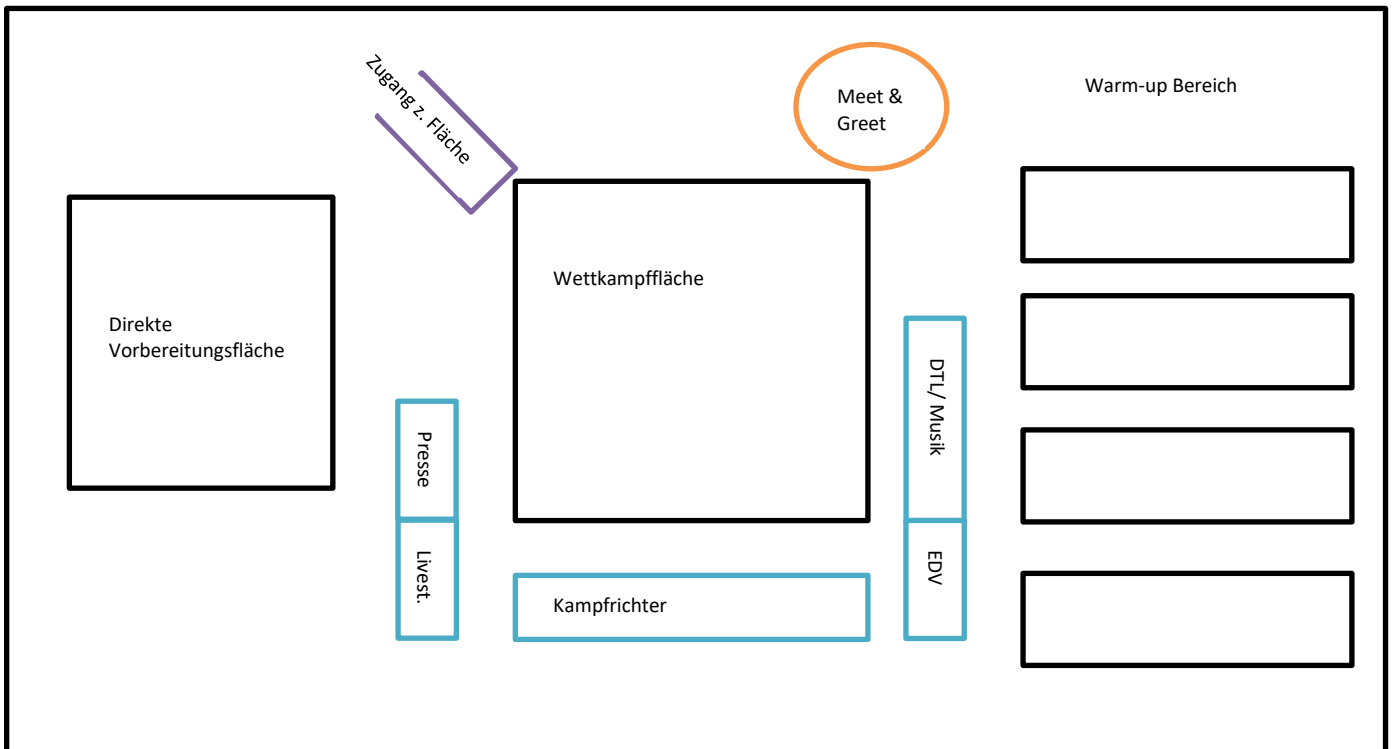 Zugang z. Fläche
Meet &
Greet
Warm-up Bereich
Wettkampffläche
Direkte
Vorbereitungsfläche
DTL/ Musik
Presse
Livest.
EDV
Kampfrichter